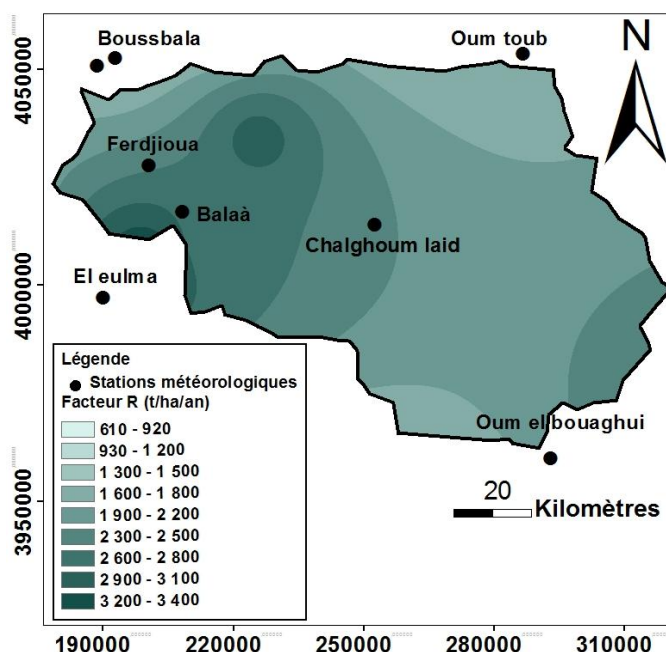 Boussbala
Oum toub
N
Ferdjioua
Balaà
Chalghoum laid
El eulma
Oum el bouaghui
20
Kilomètres
Légende
Stations météorologiques
Facteur R (t/ha/an)
610 - 920
930 - 1 200
1 300 - 1 500
1 600 - 1 800
1 900 - 2 200
2 300 - 2 500
2 600 - 2 800
2 900 - 3 100
3 200 - 3 400
4050000
4000000
3950000
190000 220000 250000 280000 310000